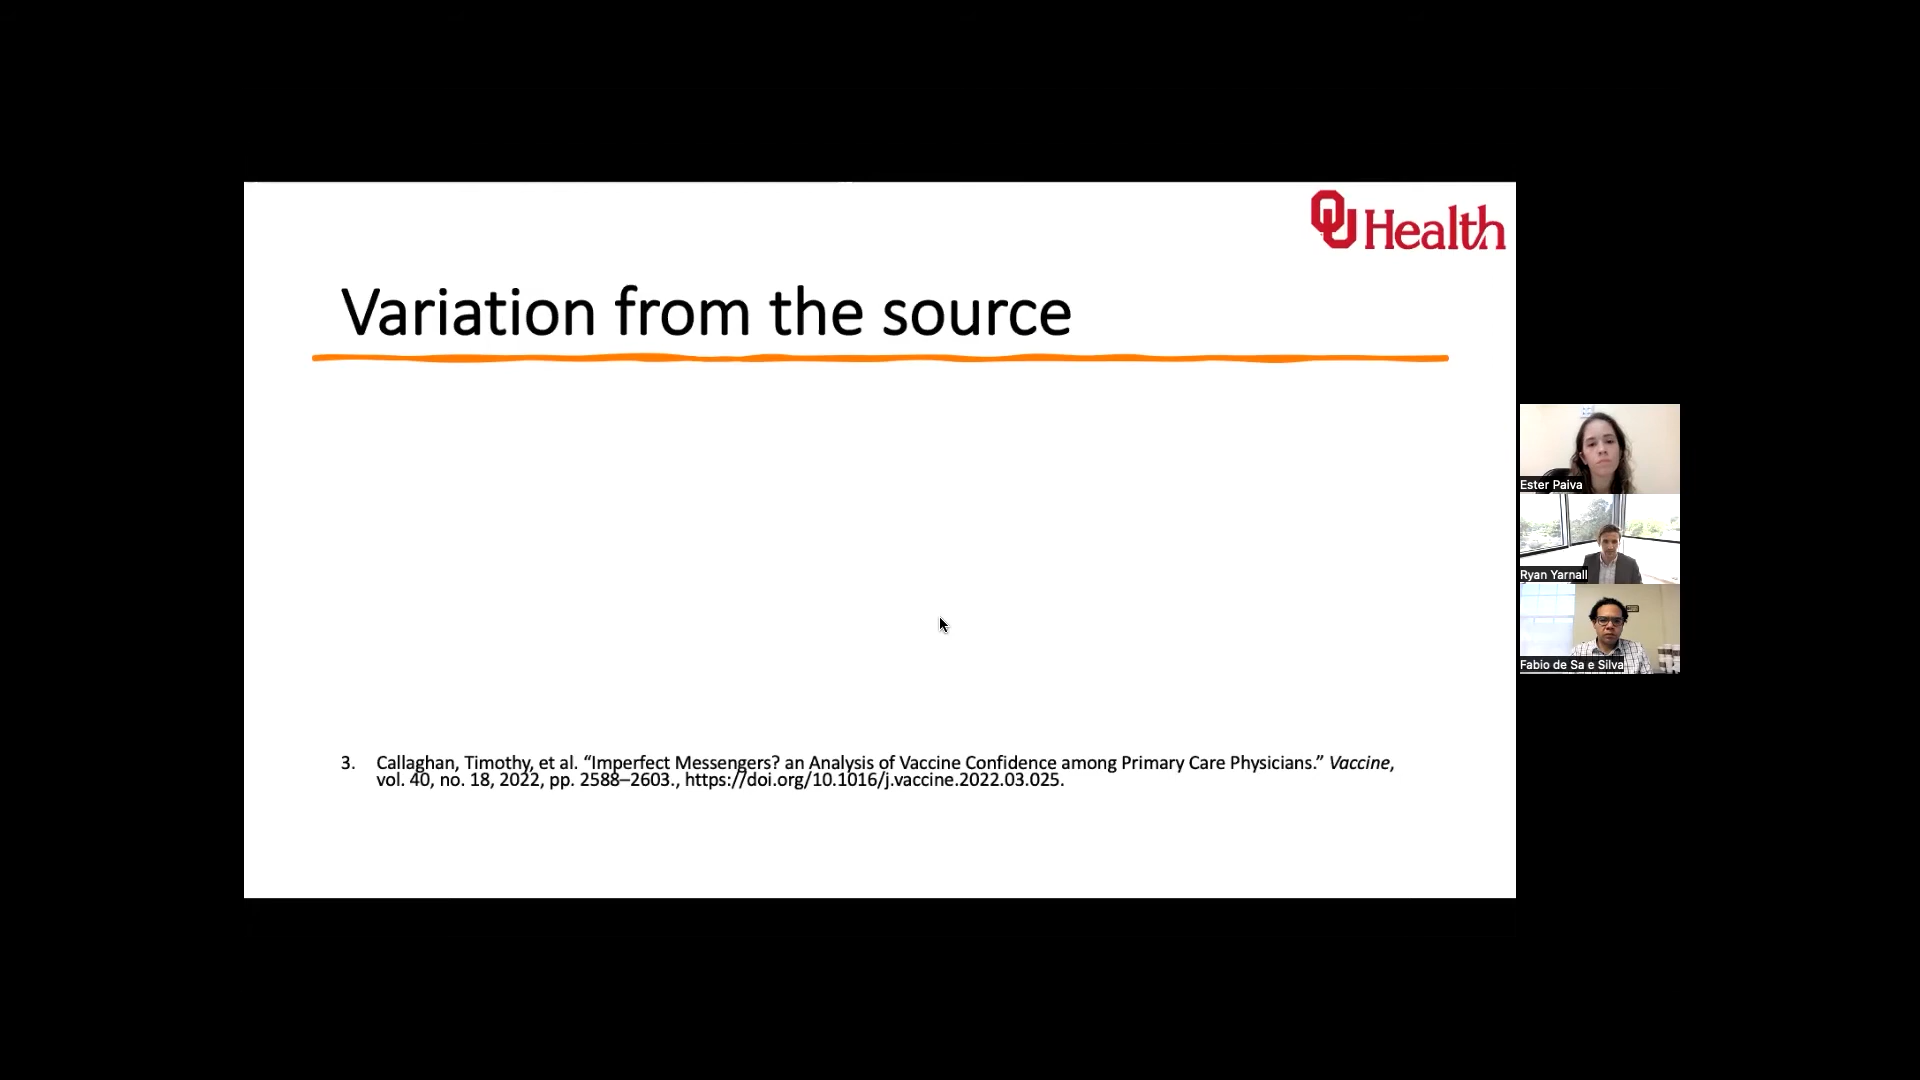 OU Health
Variation from the source
3. Callaghan, Timothy, et al. “Imperfect Messengers? an Analysis of Vaccine Confidence among Primary Care Physicians.” Vaccine,
vol. 40, no. 18, 2022, pp. 2588–2603., https://doi.org/10.1016/j.vaccine.2022.03.025.
Ester Paiva
Ryan Yarnall
Fabio de Sa e Silva